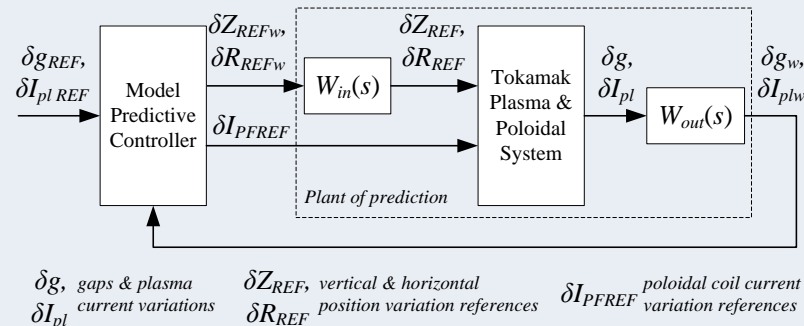 δg_REF,
δI_pl REF
Model
Predictive
Controller
δZ_REFw,
δR_REFw
δI_PFREF
W_in(s)
δZ_REF,
δR_REF
Tokamak
Plasma &
Poloidal
System
δg,
δI_pl
W_out(s)
δg_w,
δI_plw
Plant of prediction
δg,
δI_pl
gaps & plasma
current variations
δZ_REF,
δR_REF
vertical & horizontal
position variation references
δI_PFREF
poloidal coil current
variation references